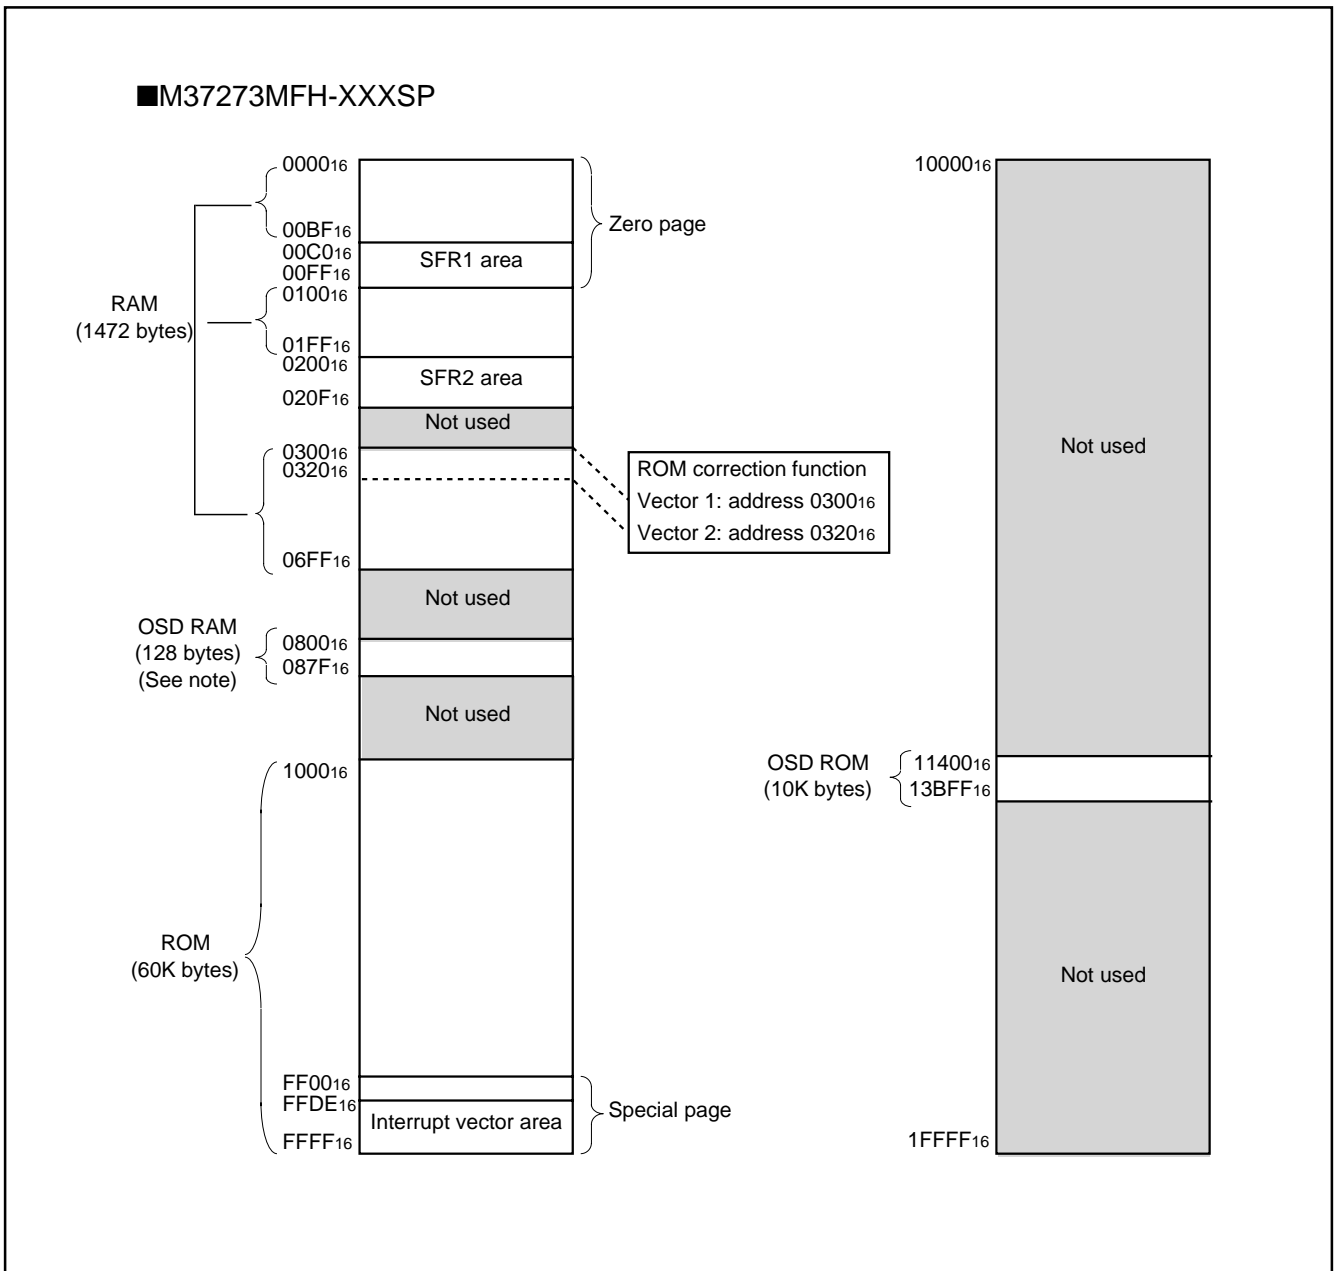 ■M37273MFH-XXXSP
0000₁₆
00BF₁₆
00C0₁₆
00FF₁₆
0100₁₆
01FF₁₆
0200₁₆
020F₁₆
0300₁₆
0320₁₆
06FF₁₆
0800₁₆
087F₁₆
1000₁₆
FF00₁₆
FFDE₁₆
FFFF₁₆
RAM
(1472 bytes)
OSD RAM
(128 bytes)
(See note)
ROM
(60K bytes)
SFR1 area
SFR2 area
Not used
Not used
Not used
Interrupt vector area
Zero page
ROM correction function
Vector 1: address 0300₁₆
Vector 2: address 0320₁₆
Special page
10000₁₆
11400₁₆
13BFF₁₆
1FFFF₁₆
OSD ROM
(10K bytes)
Not used
Not used